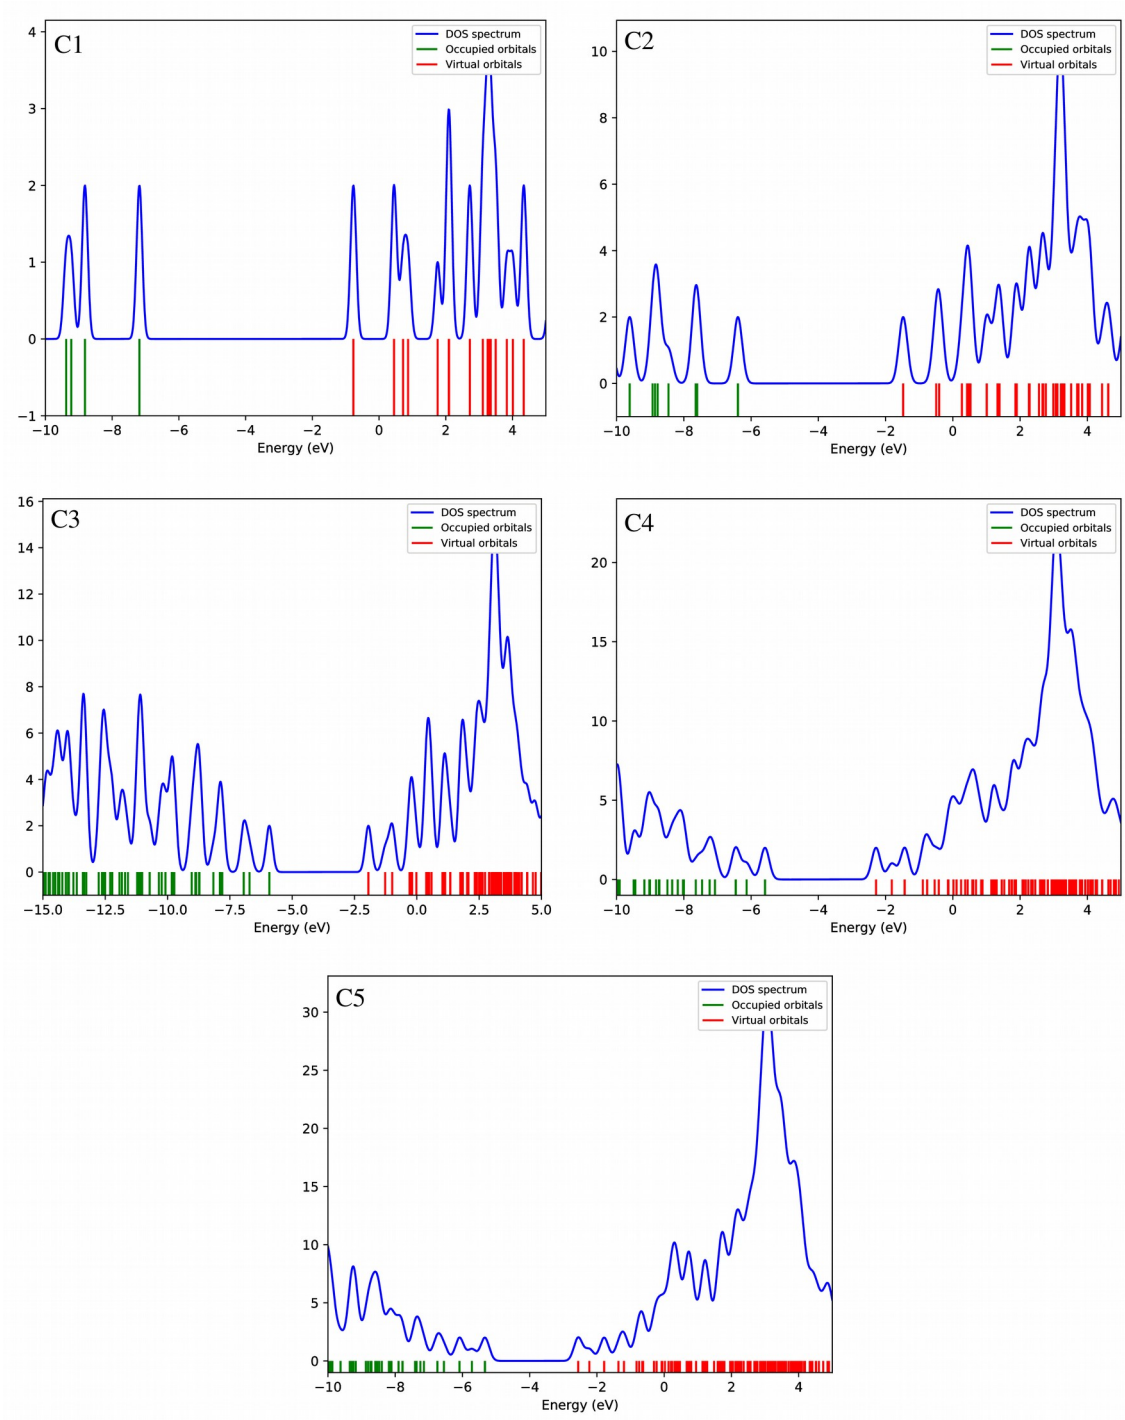 C1
DOS spectrum
Occupied orbitals
Virtual orbitals
4
3
2
1
0
−1
−10 −8 −6 −4 −2 0 2 4
Energy (eV)
C2
DOS spectrum
Occupied orbitals
Virtual orbitals
10
8
6
4
2
0
−10 −8 −6 −4 −2 0 2 4
Energy (eV)
C3
DOS spectrum
Occupied orbitals
Virtual orbitals
16
14
12
10
8
6
4
2
0
−15.0 −12.5 −10.0 −7.5 −5.0 −2.5 0.0 2.5 5.0
Energy (eV)
C4
DOS spectrum
Occupied orbitals
Virtual orbitals
20
15
10
5
0
−10 −8 −6 −4 −2 0 2 4
Energy (eV)
C5
DOS spectrum
Occupied orbitals
Virtual orbitals
30
25
20
15
10
5
0
−10 −8 −6 −4 −2 0 2 4
Energy (eV)